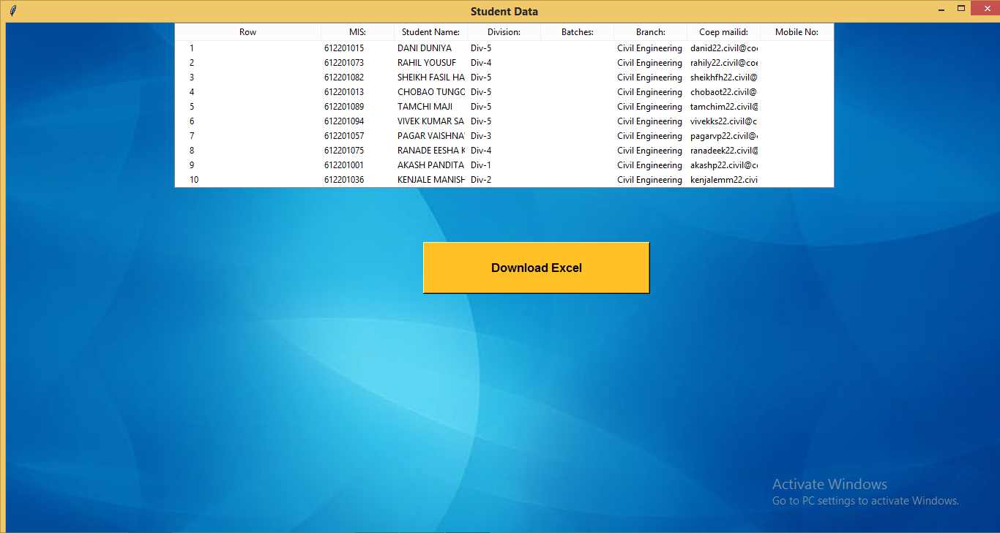 Student Data
Row MIS: Student Name: Division: Batches: Branch: Coep mailid: Mobile No:
1 612201015 DANI DUNIYA Div-5 Civil Engineering danid22.civil@coe
2 612201073 RAHIL YOUSUF Div-4 Civil Engineering rahily22.civil@coe
3 612201082 SHEIKH FASIL HA Div-5 Civil Engineering sheikhfh22.civil@
4 612201013 CHOBAO TUNGO Div-5 Civil Engineering chobaot22.civil@
5 612201089 TAMCHI MAJI Div-5 Civil Engineering tamchim22.civil@
6 612201094 VIVEK KUMAR SA Div-5 Civil Engineering vivekks22.civil@c
7 612201057 PAGAR VAISHNA Div-3 Civil Engineering pagarvp22.civil@
8 612201075 RANADE EESHA K Div-4 Civil Engineering ranadeek22.civil@
9 612201001 AKASH PANDITA Div-1 Civil Engineering akashp22.civil@c
10 612201036 KENJALE MANISH Div-2 Civil Engineering kenjalemm22.civi
Download Excel
Activate Windows
Go to PC settings to activate Windows.